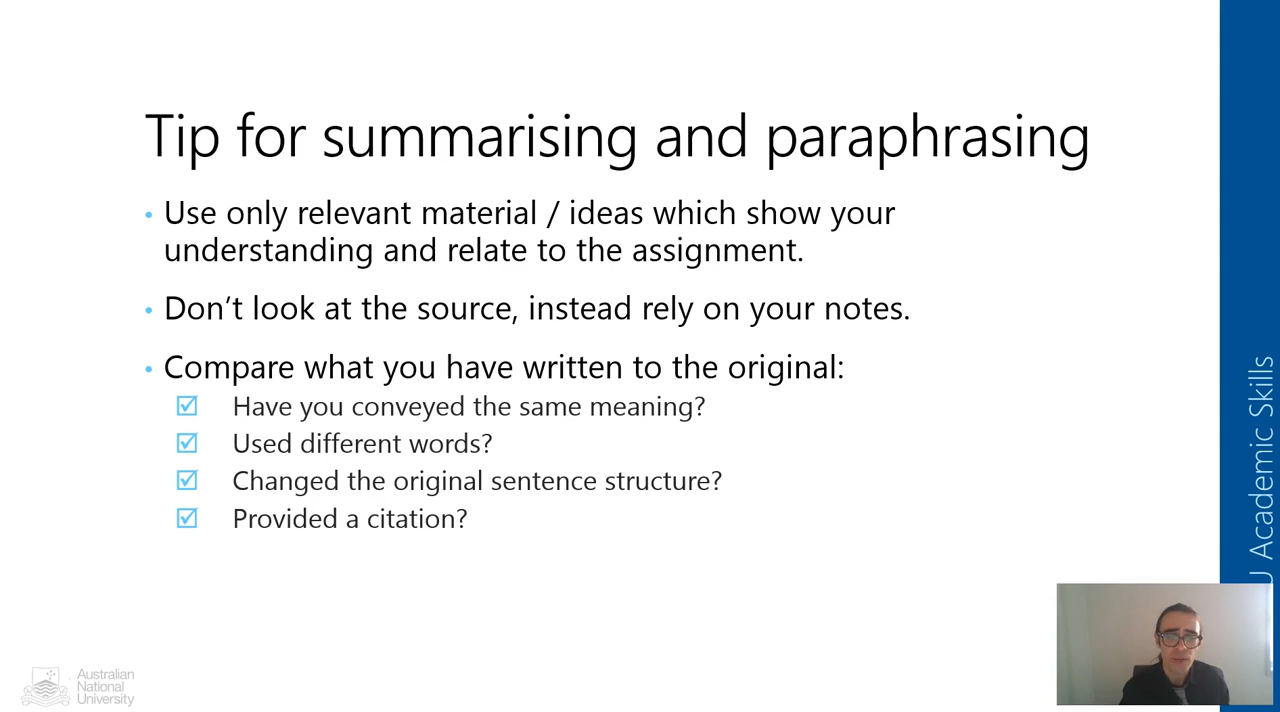 Tip for summarising and paraphrasing
• Use only relevant material / ideas which show your
understanding and relate to the assignment.
• Don’t look at the source, instead rely on your notes.
• Compare what you have written to the original:
☑ Have you conveyed the same meaning?
☑ Used different words?
☑ Changed the original sentence structure?
☑ Provided a citation?
Academic Skills
Australian
National
University